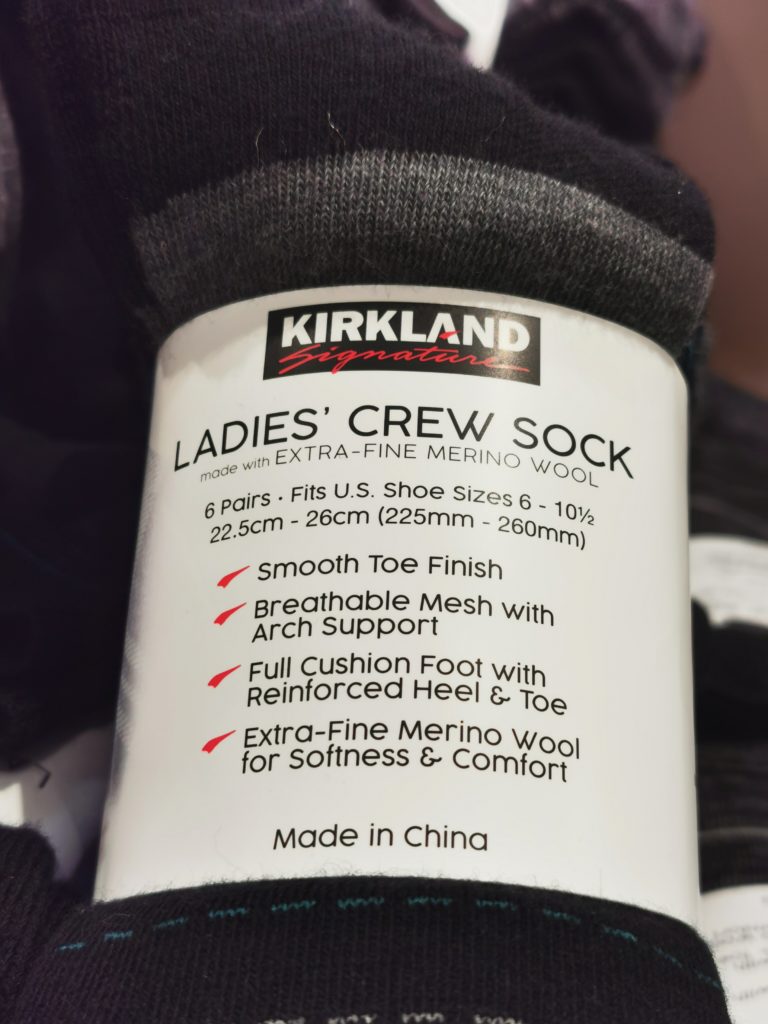 KIRKLAND
Signature
LADIES' CREW SOCK
made with EXTRA-FINE MERINO WOOL
6 Pairs • Fits U.S. Shoe Sizes 6 - 10½
22.5cm - 26cm (225mm - 260mm)
Smooth Toe Finish
Breathable Mesh with
Arch Support
Full Cushion Foot with
Reinforced Heel & Toe
Extra-Fine Merino Wool
for Softness & Comfort
Made in China